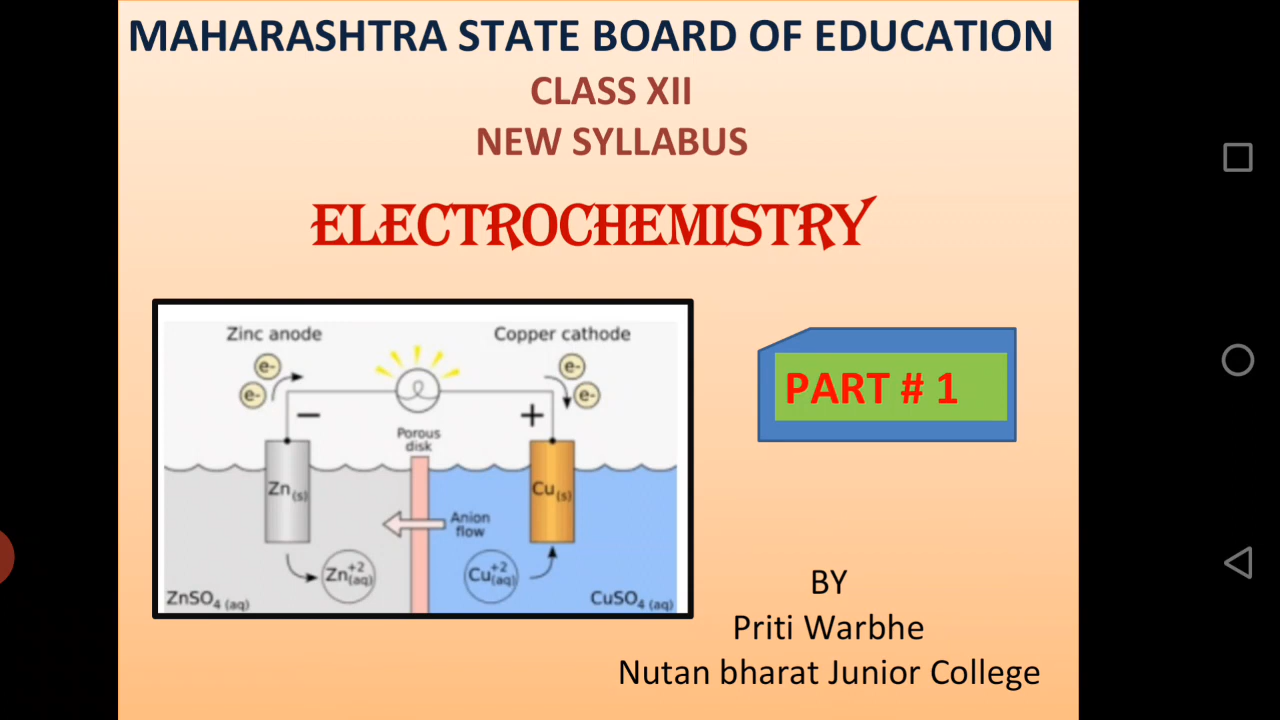 MAHARASHTRA STATE BOARD OF EDUCATION
CLASS XII
NEW SYLLABUS
ELECTROCHEMISTRY
Zinc anode
Copper cathode
e-
e-
e-
e-
−
+
Porous
disk
Zn(s)
Cu(s)
Anion
flow
Zn+2(aq)
Cu+2(aq)
ZnSO4 (aq)
CuSO4 (aq)
PART # 1
BY
Priti Warbhe
Nutan bharat Junior College